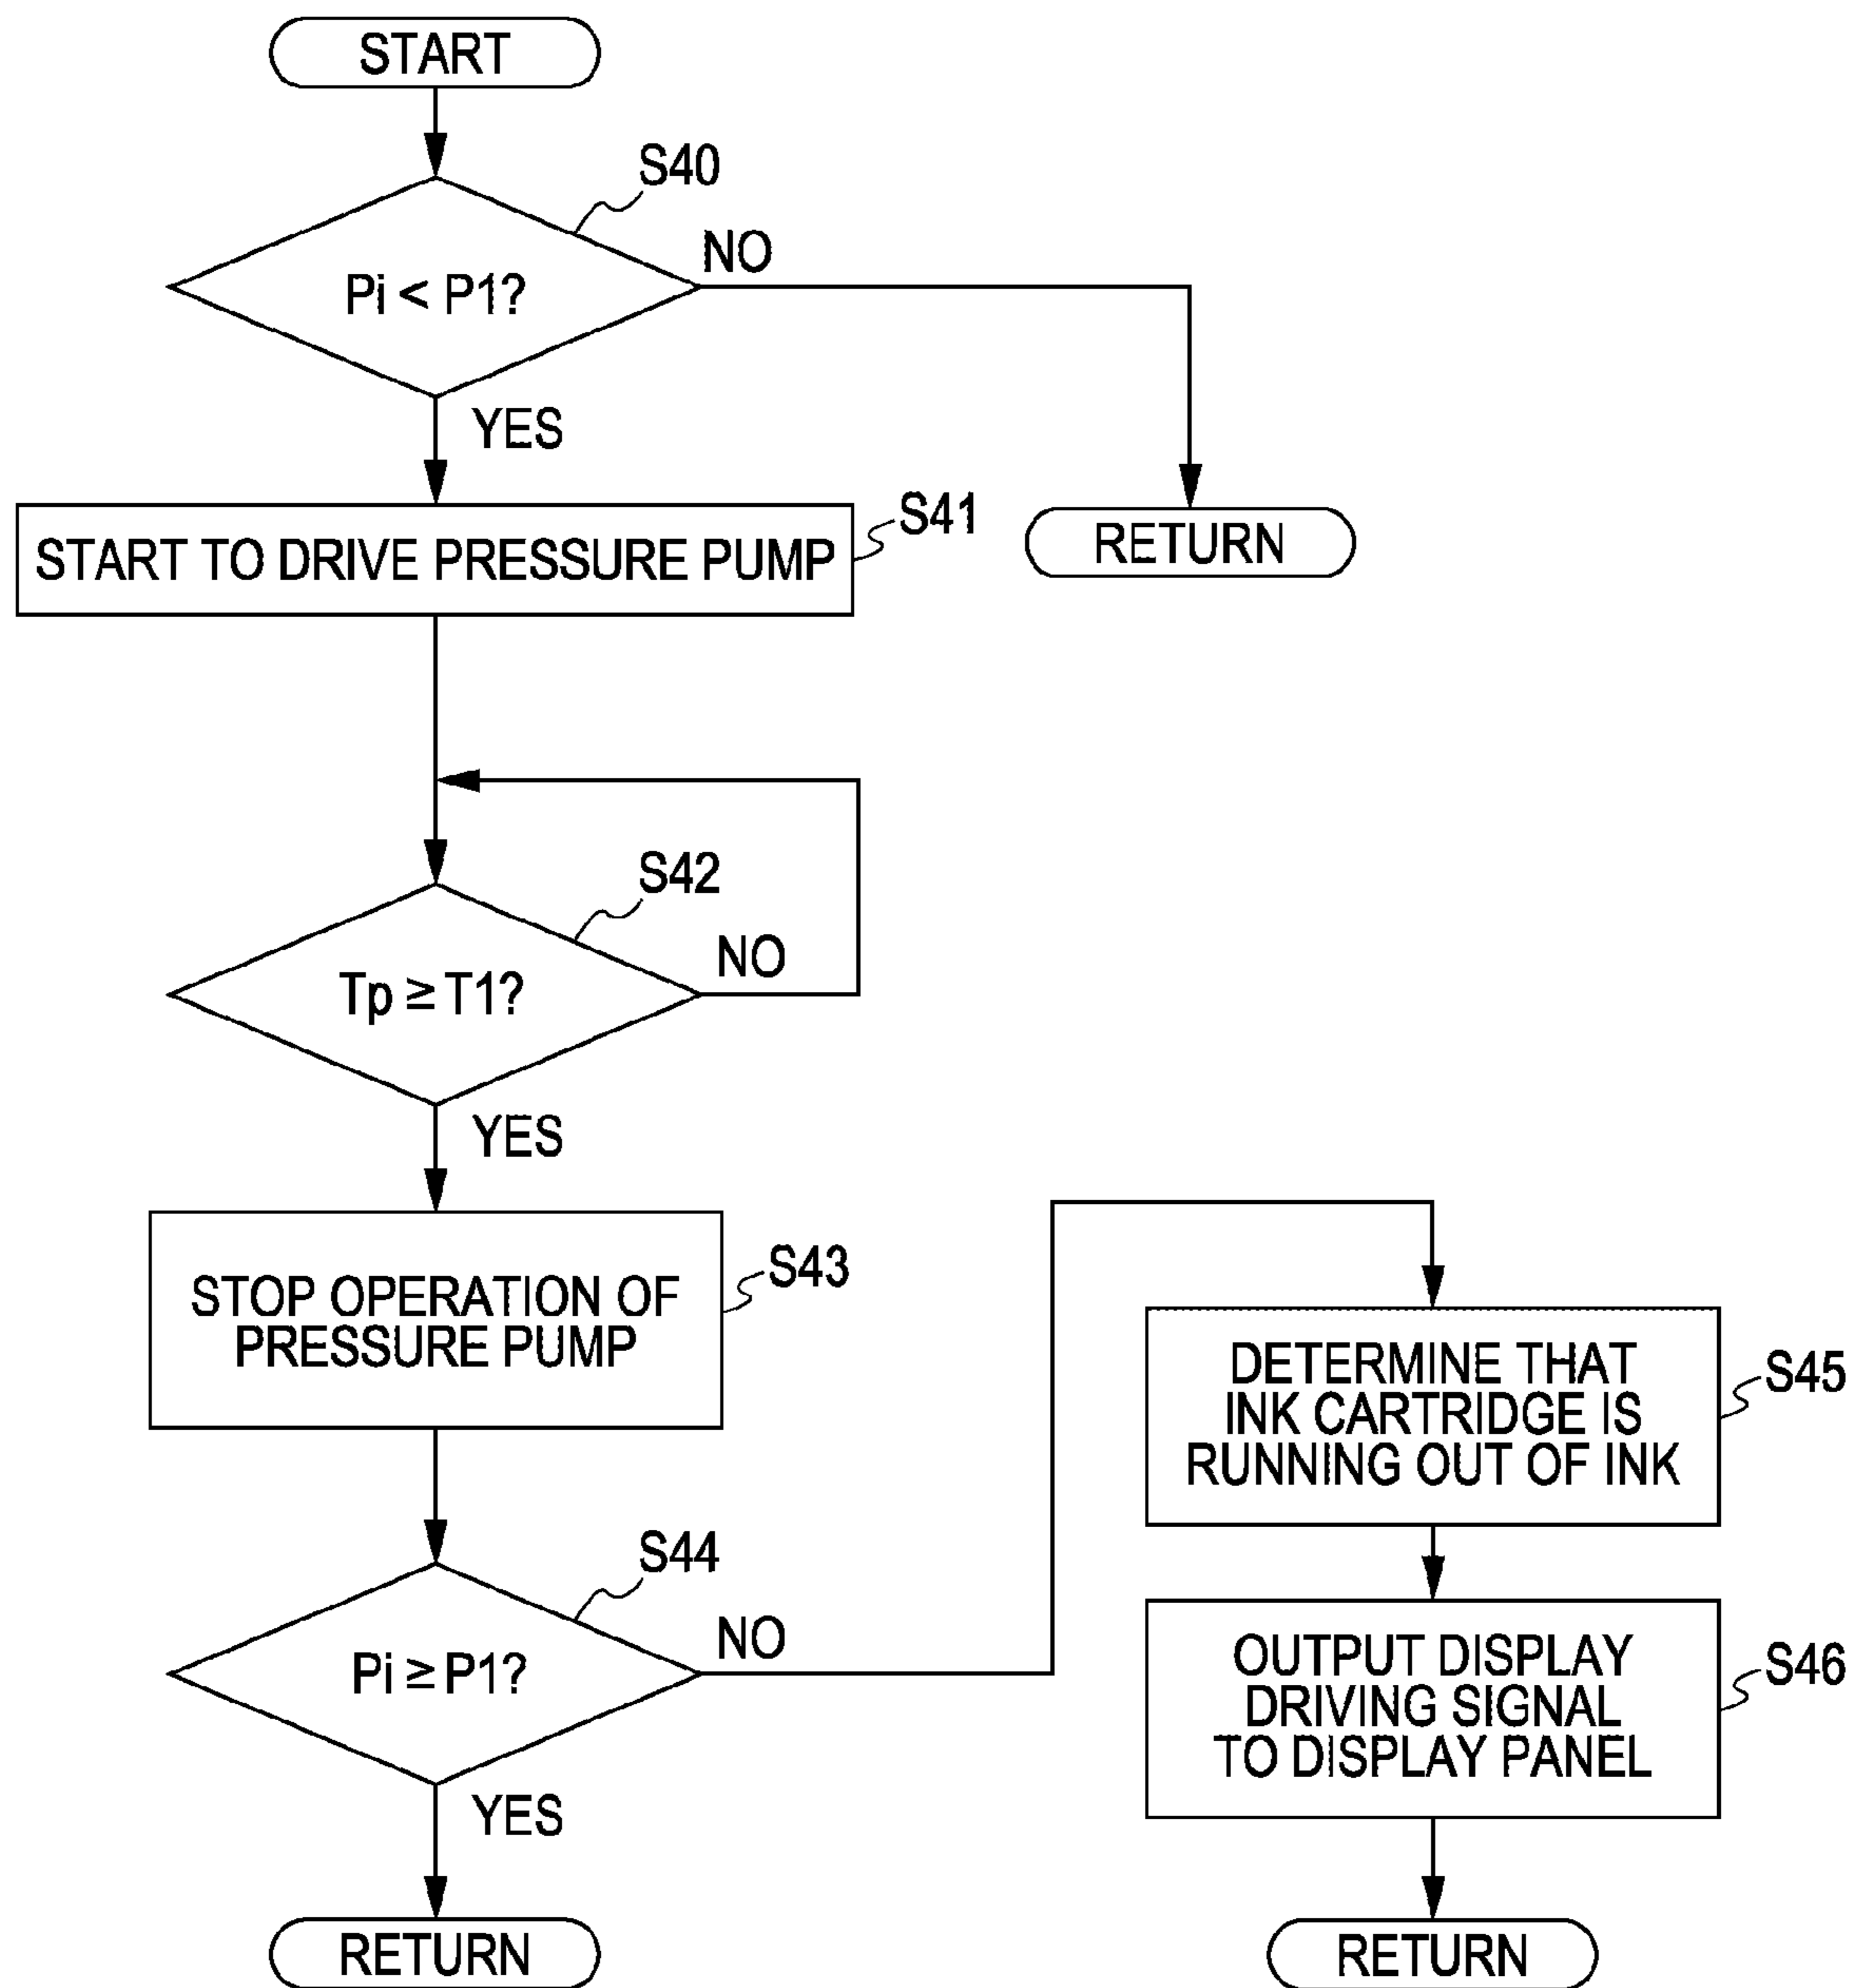 START
S40
Pi < P1?
NO
YES
S41
START TO DRIVE PRESSURE PUMP
RETURN
S42
Tp ≥ T1?
NO
YES
S43
STOP OPERATION OF
PRESSURE PUMP
S44
Pi ≥ P1?
NO
YES
RETURN
S45
DETERMINE THAT
INK CARTRIDGE IS
RUNNING OUT OF INK
S46
OUTPUT DISPLAY
DRIVING SIGNAL
TO DISPLAY PANEL
RETURN